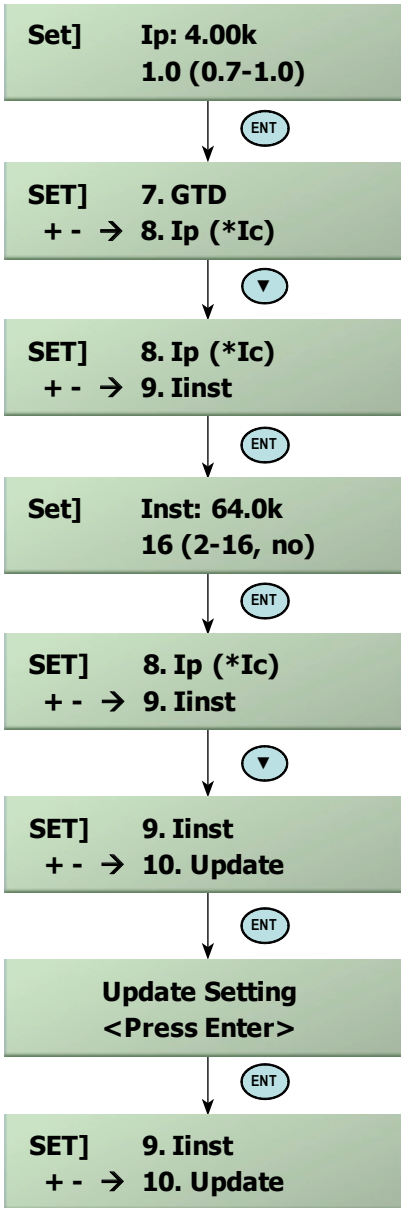 Set] Ip: 4.00k
1.0 (0.7-1.0)
ENT
SET] 7. GTD
+ - → 8. Ip (*Ic)
▼
SET] 8. Ip (*Ic)
+ - → 9. Iinst
ENT
Set] Inst: 64.0k
16 (2-16, no)
ENT
SET] 8. Ip (*Ic)
+ - → 9. Iinst
▼
SET] 9. Iinst
+ - → 10. Update
ENT
Update Setting
<Press Enter>
ENT
SET] 9. Iinst
+ - → 10. Update